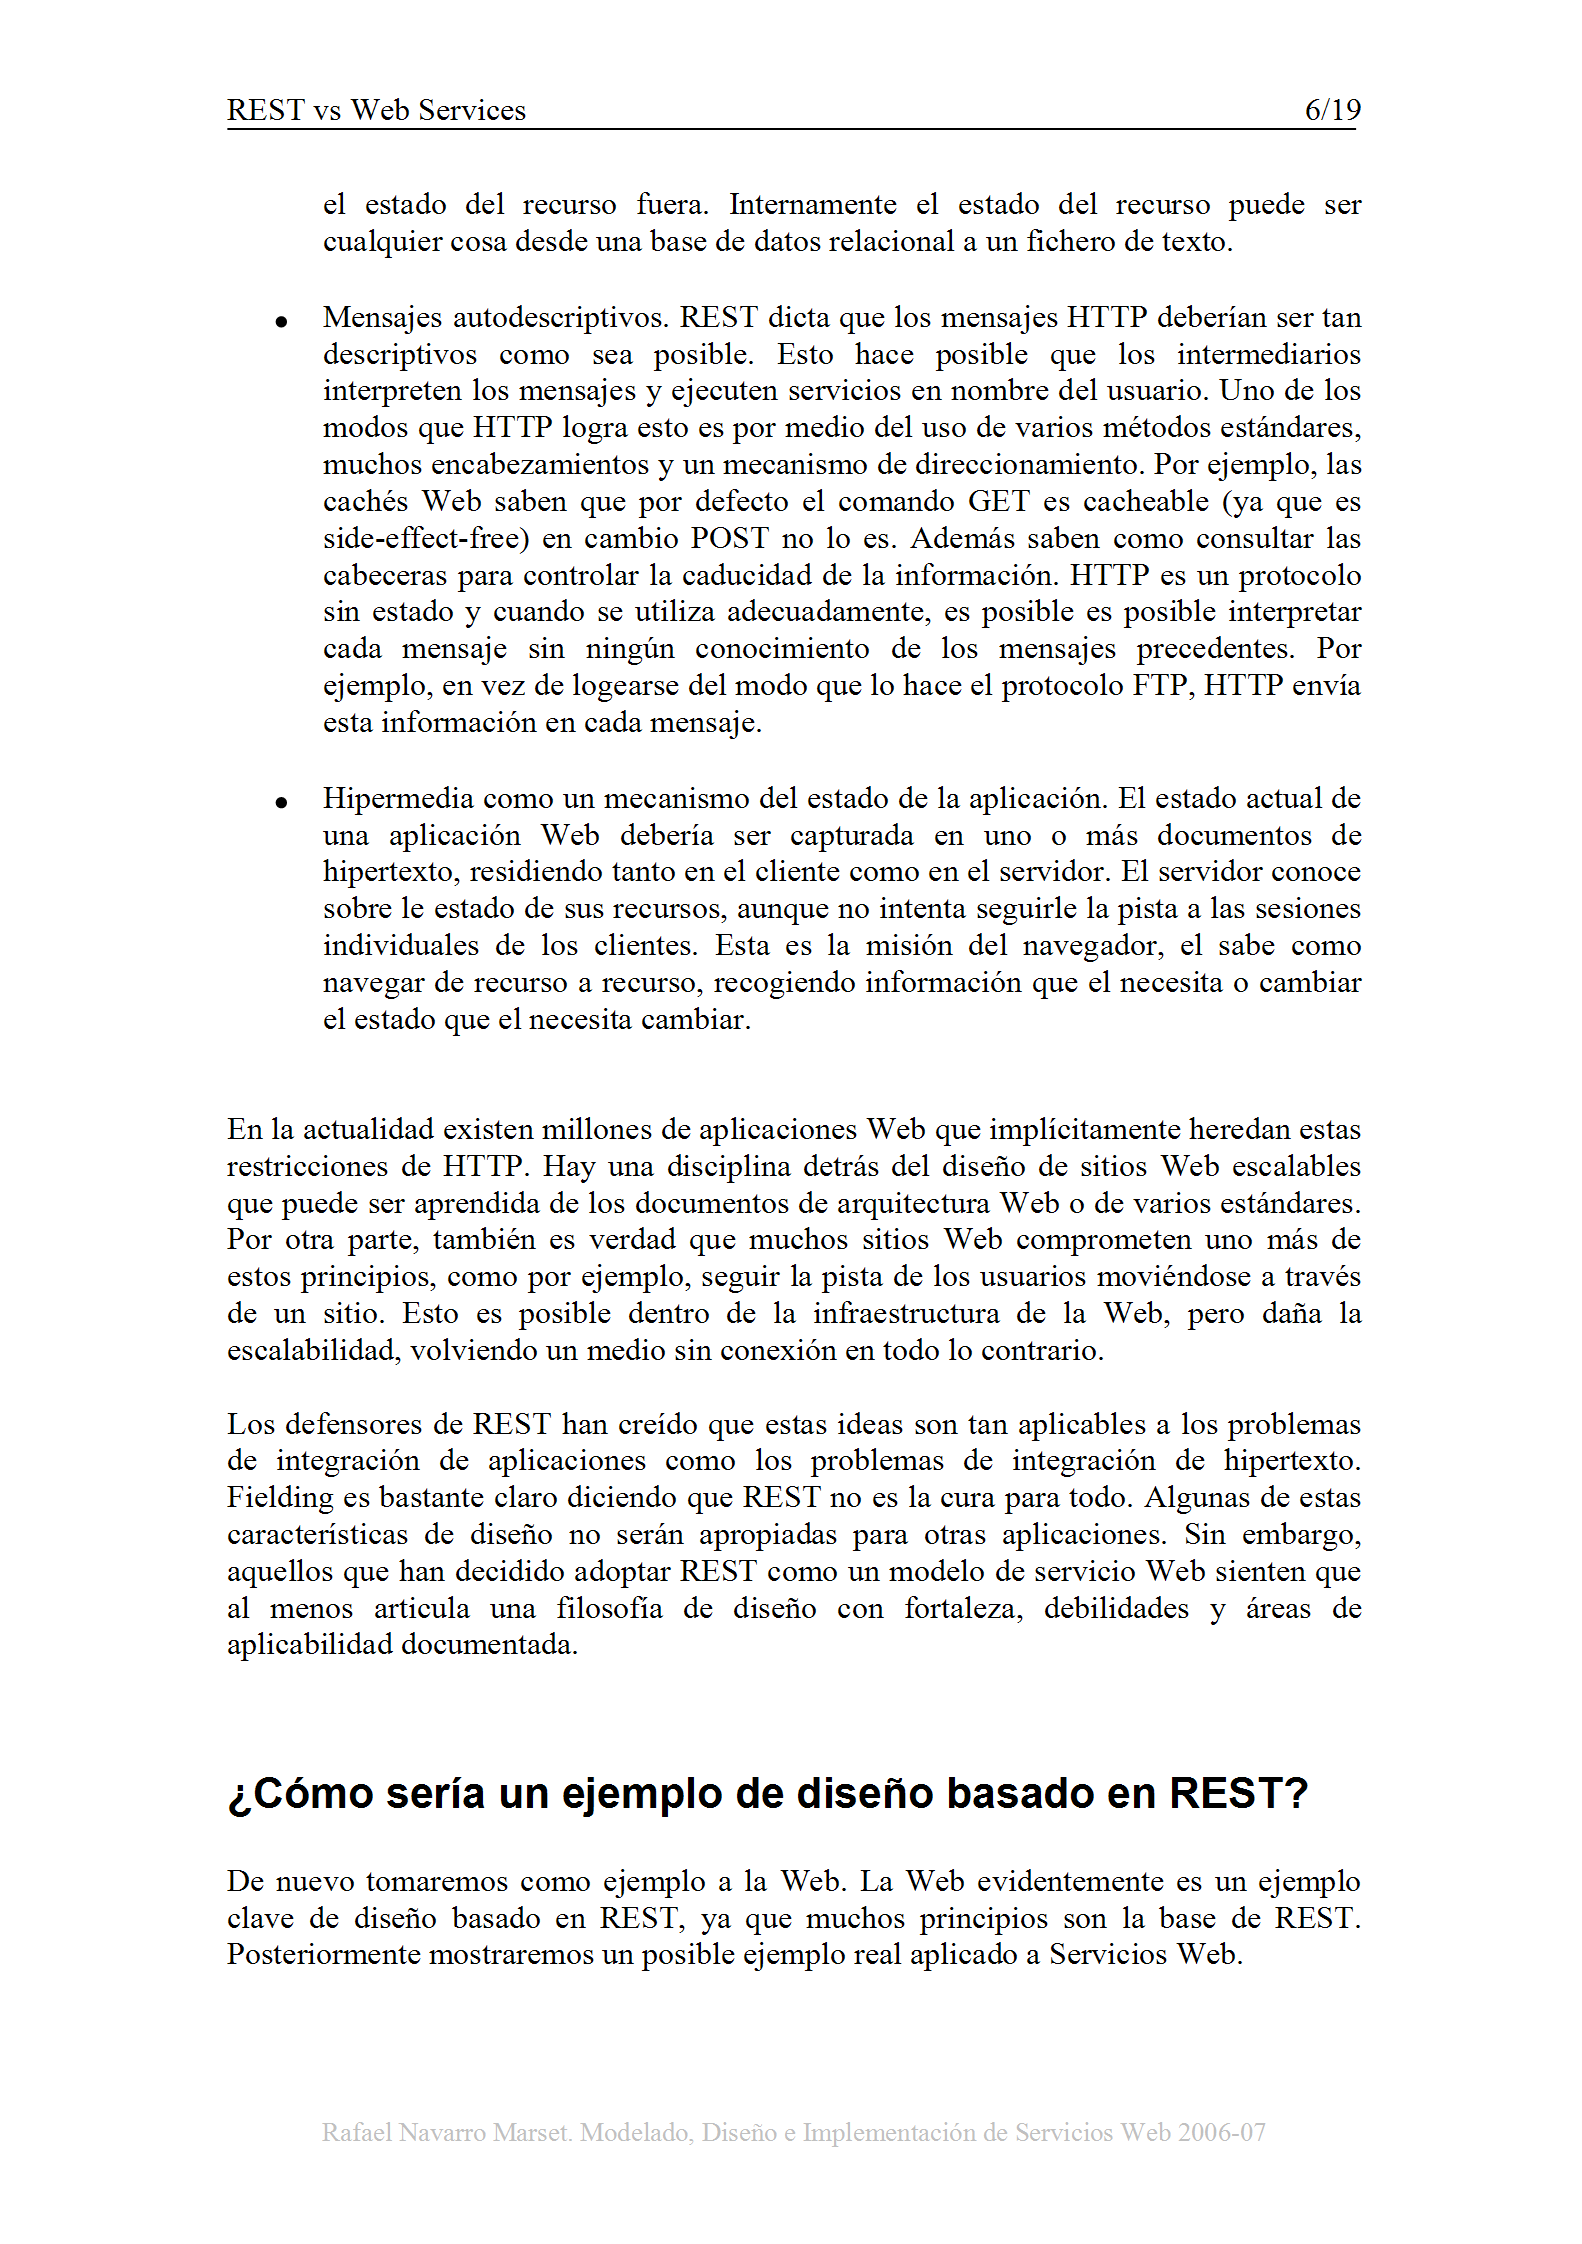 REST vs Web Services 6/19
el estado del recurso fuera. Internamente el estado del recurso puede ser
cualquier cosa desde una base de datos relacional a un fichero de texto.
• Mensajes autodescriptivos. REST dicta que los mensajes HTTP deberían ser tan
descriptivos como sea posible. Esto hace posible que los intermediarios
interpreten los mensajes y ejecuten servicios en nombre del usuario. Uno de los
modos que HTTP logra esto es por medio del uso de varios métodos estándares,
muchos encabezamientos y un mecanismo de direccionamiento. Por ejemplo, las
cachés Web saben que por defecto el comando GET es cacheable (ya que es
side-effect-free) en cambio POST no lo es. Además saben como consultar las
cabeceras para controlar la caducidad de la información. HTTP es un protocolo
sin estado y cuando se utiliza adecuadamente, es posible es posible interpretar
cada mensaje sin ningún conocimiento de los mensajes precedentes. Por
ejemplo, en vez de logearse del modo que lo hace el protocolo FTP, HTTP envía
esta información en cada mensaje.
• Hipermedia como un mecanismo del estado de la aplicación. El estado actual de
una aplicación Web debería ser capturada en uno o más documentos de
hipertexto, residiendo tanto en el cliente como en el servidor. El servidor conoce
sobre le estado de sus recursos, aunque no intenta seguirle la pista a las sesiones
individuales de los clientes. Esta es la misión del navegador, el sabe como
navegar de recurso a recurso, recogiendo información que el necesita o cambiar
el estado que el necesita cambiar.
En la actualidad existen millones de aplicaciones Web que implícitamente heredan estas
restricciones de HTTP. Hay una disciplina detrás del diseño de sitios Web escalables
que puede ser aprendida de los documentos de arquitectura Web o de varios estándares.
Por otra parte, también es verdad que muchos sitios Web comprometen uno más de
estos principios, como por ejemplo, seguir la pista de los usuarios moviéndose a través
de un sitio. Esto es posible dentro de la infraestructura de la Web, pero daña la
escalabilidad, volviendo un medio sin conexión en todo lo contrario.
Los defensores de REST han creído que estas ideas son tan aplicables a los problemas
de integración de aplicaciones como los problemas de integración de hipertexto.
Fielding es bastante claro diciendo que REST no es la cura para todo. Algunas de estas
características de diseño no serán apropiadas para otras aplicaciones. Sin embargo,
aquellos que han decidido adoptar REST como un modelo de servicio Web sienten que
al menos articula una filosofía de diseño con fortaleza, debilidades y áreas de
aplicabilidad documentada.
¿Cómo sería un ejemplo de diseño basado en REST?
De nuevo tomaremos como ejemplo a la Web. La Web evidentemente es un ejemplo
clave de diseño basado en REST, ya que muchos principios son la base de REST.
Posteriormente mostraremos un posible ejemplo real aplicado a Servicios Web.
Rafael Navarro Marset. Modelado, Diseño e Implementación de Servicios Web 2006-07